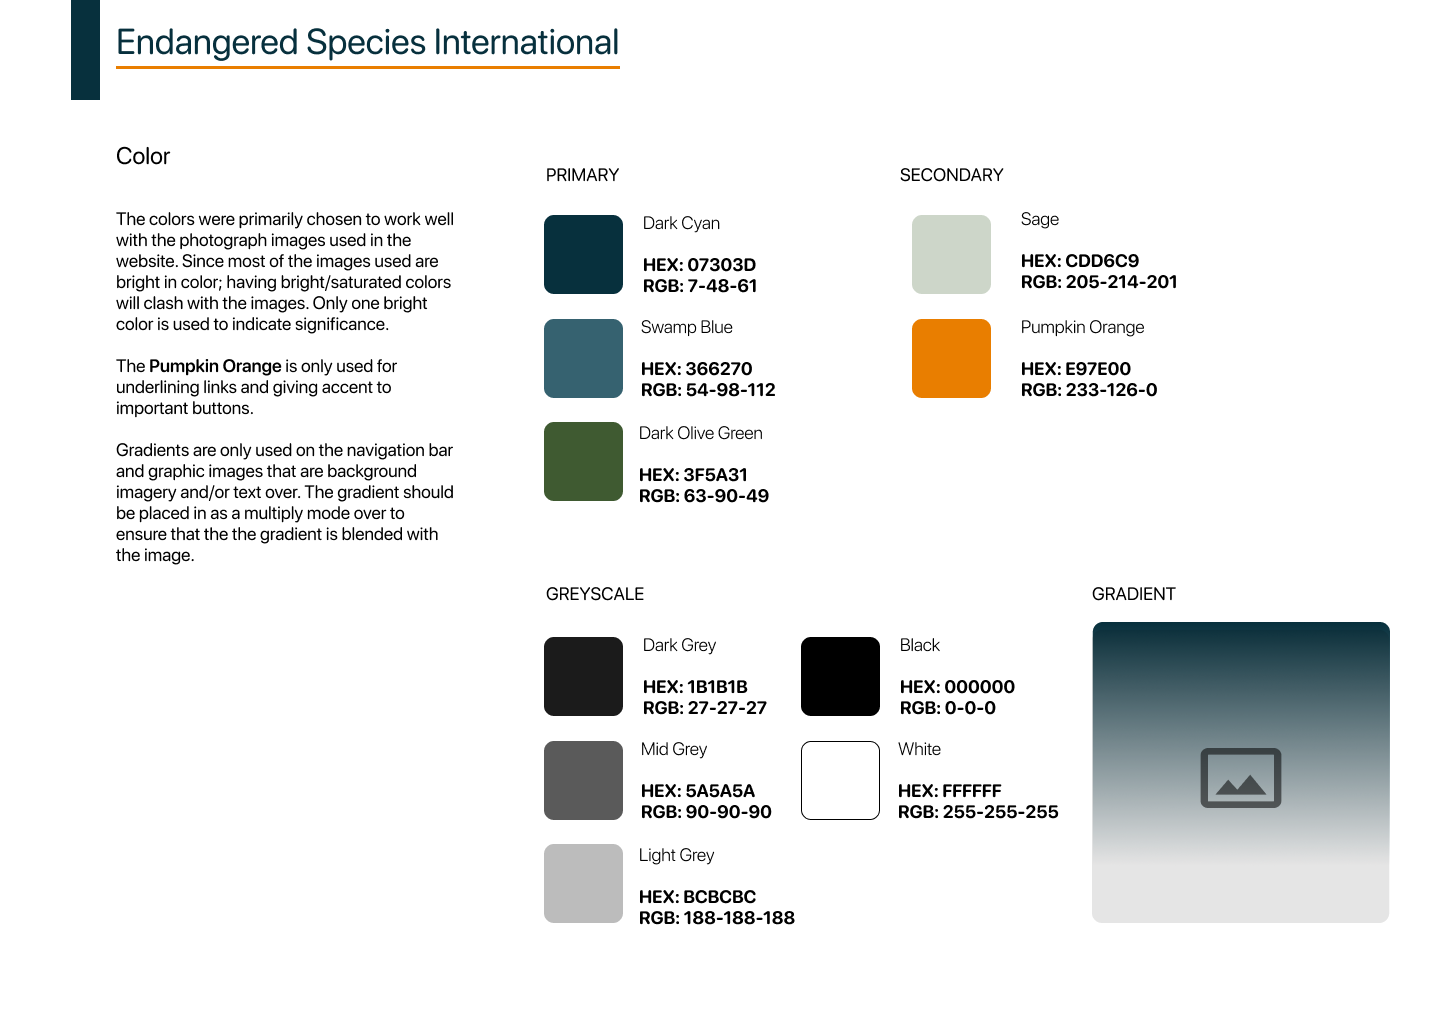 Endangered Species International
Color
The colors were primarily chosen to work well
with the photograph images used in the
website. Since most of the images used are
bright in color; having bright/saturated colors
will clash with the images. Only one bright
color is used to indicate significance.
The Pumpkin Orange is only used for
underlining links and giving accent to
important buttons.
Gradients are only used on the navigation bar
and graphic images that are background
imagery and/or text over. The gradient should
be placed in as a multiply mode over to
ensure that the the gradient is blended with
the image.
PRIMARY
Dark Cyan
HEX: 07303D
RGB: 7-48-61
Swamp Blue
HEX: 366270
RGB: 54-98-112
Dark Olive Green
HEX: 3F5A31
RGB: 63-90-49
SECONDARY
Sage
HEX: CDD6C9
RGB: 205-214-201
Pumpkin Orange
HEX: E97E00
RGB: 233-126-0
GREYSCALE
Dark Grey
HEX: 1B1B1B
RGB: 27-27-27
Mid Grey
HEX: 5A5A5A
RGB: 90-90-90
Light Grey
HEX: BCBCBC
RGB: 188-188-188
Black
HEX: 000000
RGB: 0-0-0
White
HEX: FFFFFF
RGB: 255-255-255
GRADIENT